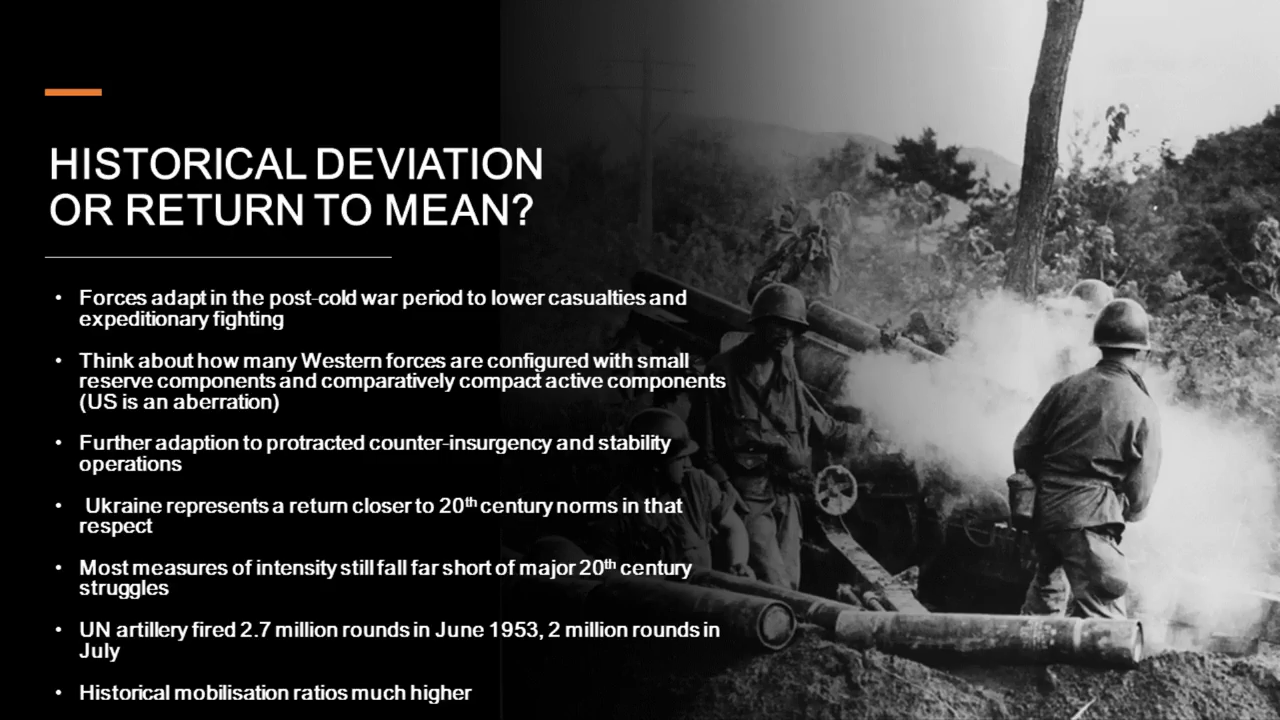 HISTORICAL DEVIATION
OR RETURN TO MEAN?
• Forces adapt in the post-cold war period to lower casualties and
expeditionary fighting
• Think about how many Western forces are configured with small
reserve components and comparatively compact active components
(US is an aberration)
• Further adaption to protracted counter-insurgency and stability
operations
• Ukraine represents a return closer to 20th century norms in that
respect
• Most measures of intensity still fall far short of major 20th century
struggles
• UN artillery fired 2.7 million rounds in June 1953, 2 million rounds in
July
• Historical mobilisation ratios much higher